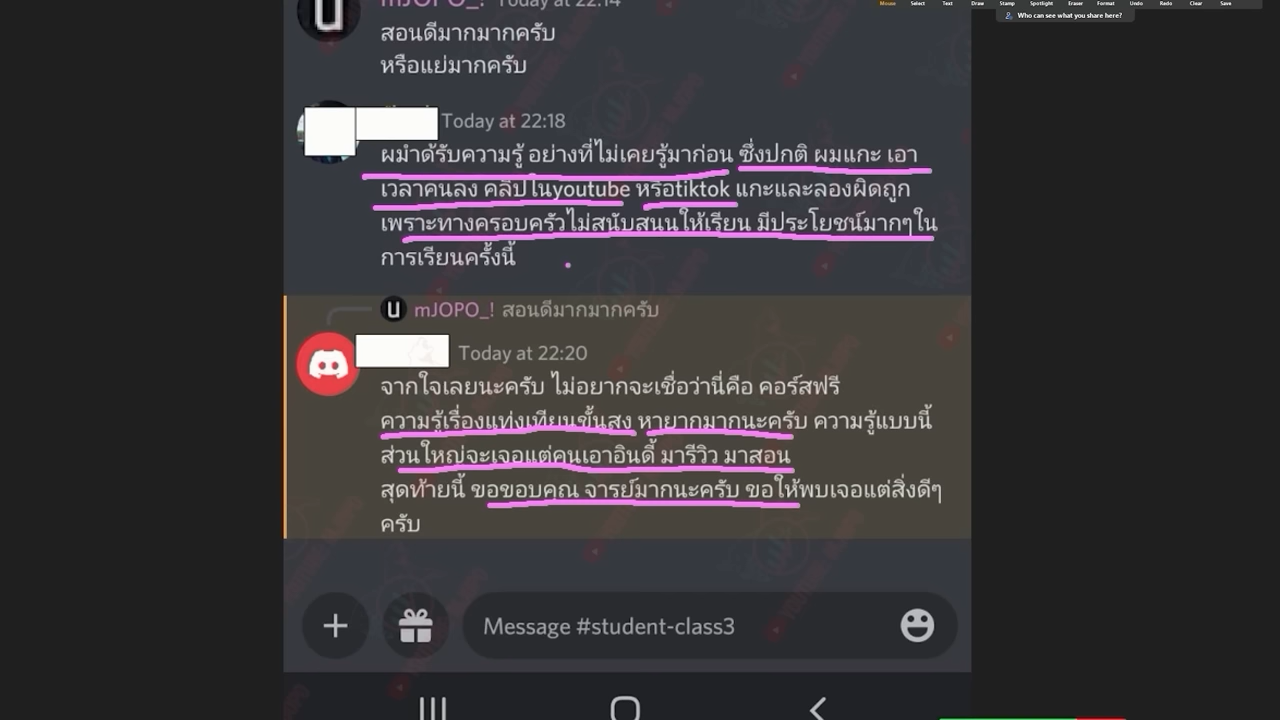 Mouse Select Text Draw Stamp Spotlight Eraser Format Undo Redo Clear Save
Who can see what you share here?
mJOPO_! Today at 22:14
สอนดีมากมากครับ
หรือแย่มากครับ
Today at 22:18
ผมำด้รับความรู้ อย่างที่ไม่เคยรู้มาก่อน ซึ่งปกติ ผมแกะ เอา
เวลาคนลง คลิปในyoutube หรือtiktok แกะและลองผิดถูก
เพราะทางครอบครัวไม่สนับสนนให้เรียน มีประโยชน์มากๆใน
การเรียนครั้งนี้
mJOPO_! สอนดีมากมากครับ
Today at 22:20
จากใจเลยนะครับ ไม่อยากจะเชื่อว่านี่คือ คอร์สฟรี
ความรู้เรื่องแท่งเทียนขั้นสง หายากมากนะครับ ความรู้แบบนี้
ส่วนใหญ่จะเจอแต่คนเอาอินดี้ มารีวิว มาสอน
สุดท้ายนี้ ขอขอบคุณ จารย์มากนะครับ ขอให้พบเจอแต่สิ่งดีๆ
ครับ
Message #student-class3